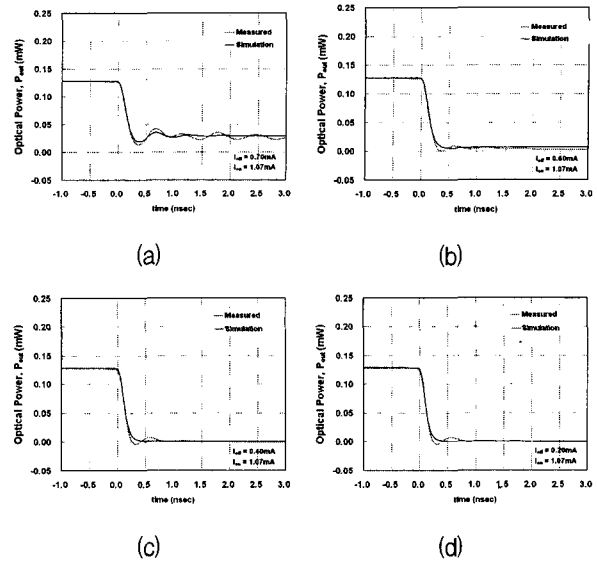 0.25
0.20
0.15
0.10
0.05
0.00
-0.05
Optical Power, Pout (mW)
Measured
Simulation
Ioff = 0.70mA
Ion = 1.07mA
-1.0 -0.5 0.0 0.5 1.0 1.5 2.0 2.5 3.0
time (nsec)
(a)
0.25
0.20
0.15
0.10
0.05
0.00
-0.05
Optical Power, Pout (mW)
Measured
Simulation
Ioff = 0.60mA
Ion = 1.07mA
-1.0 -0.5 0.0 0.5 1.0 1.5 2.0 2.5 3.0
time (nsec)
(b)
0.25
0.20
0.15
0.10
0.05
0.00
-0.05
Optical Power, Pout (mW)
Measured
Simulation
Ioff = 0.40mA
Ion = 1.07mA
-1.0 -0.5 0.0 0.5 1.0 1.5 2.0 2.5 3.0
time (nsec)
(c)
0.25
0.20
0.15
0.10
0.05
0.00
-0.05
Optical Power, Pout (mW)
Measured
Simulation
Ioff = 0.20mA
Ion = 1.07mA
-1.0 -0.5 0.0 0.5 1.0 1.5 2.0 2.5 3.0
time (nsec)
(d)